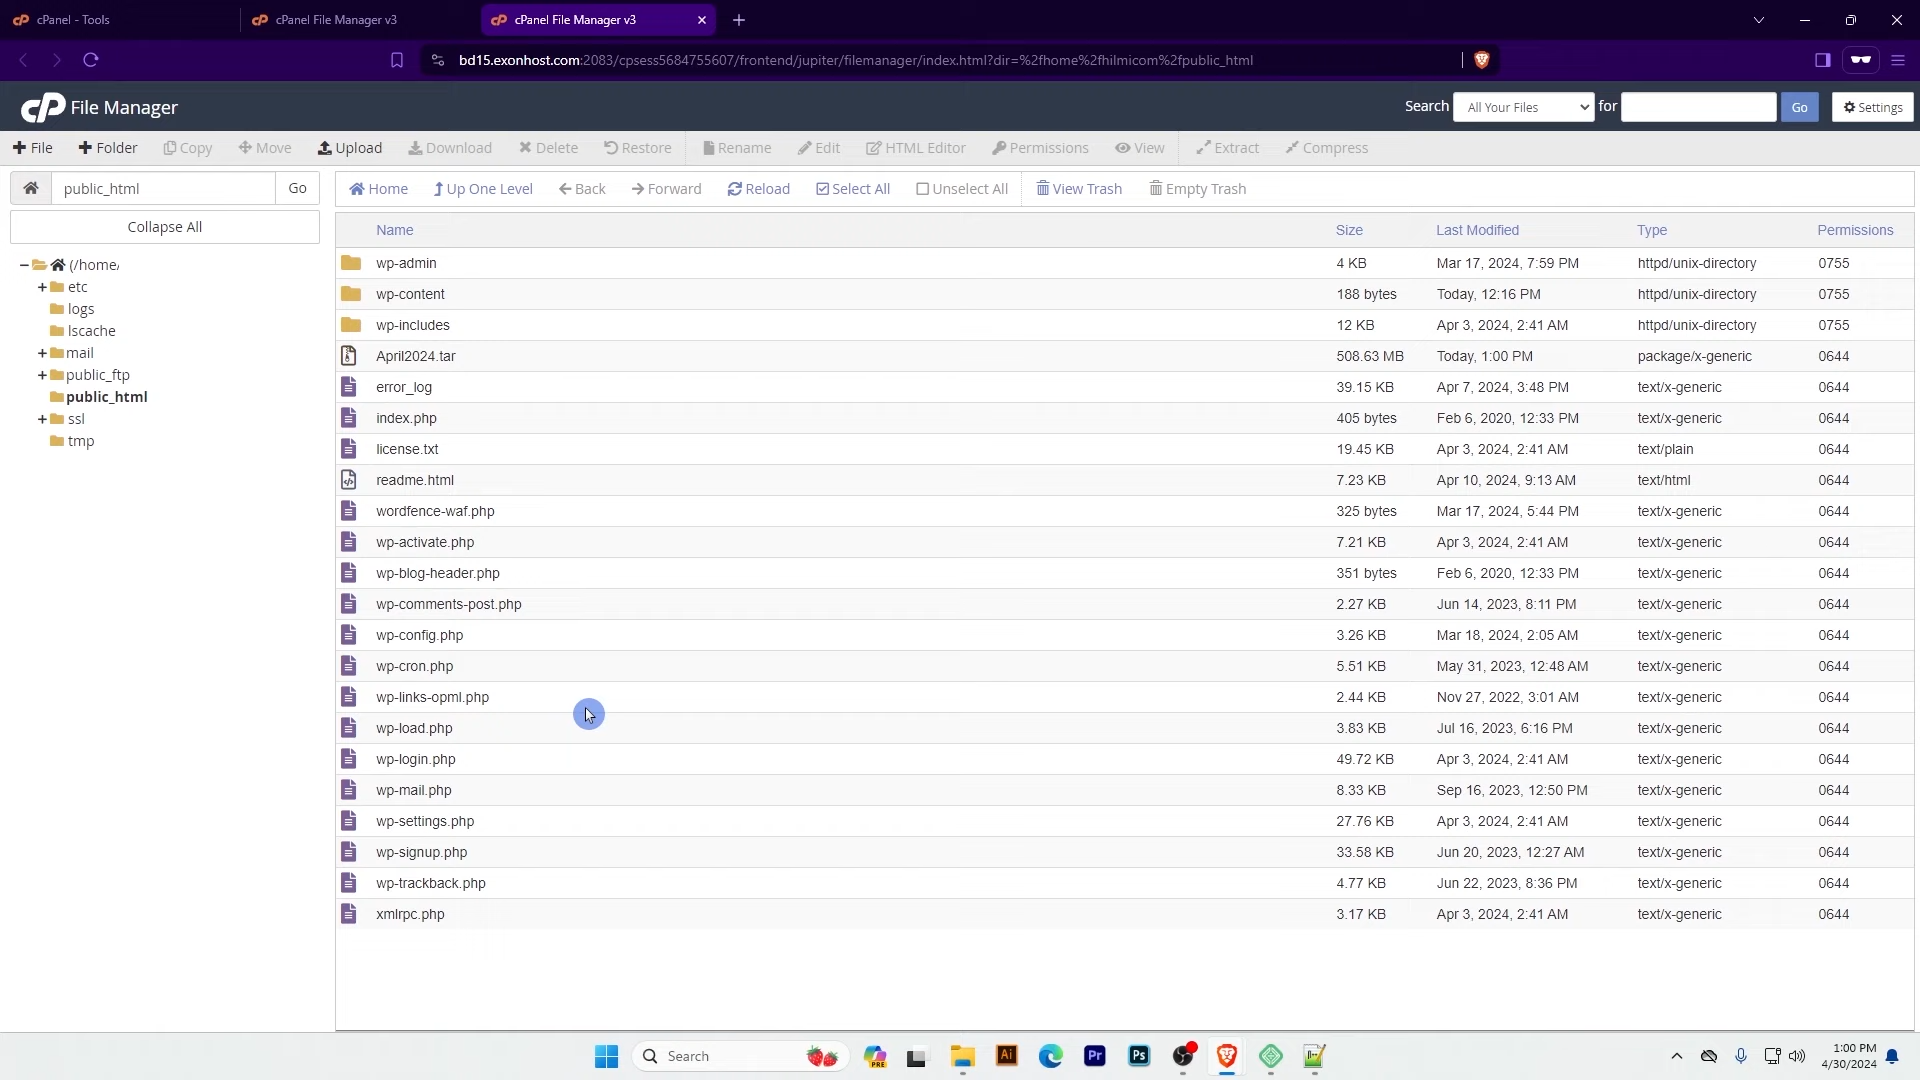 cPanel - Tools
cPanel File Manager v3
cPanel File Manager v3
bd15.exonhost.com:2083/cpsess5684755607/frontend/jupiter/filemanager/index.html?dir=%2fhome%2fhilmicom%2fpublic_html
cP File Manager
Search All Your Files for Go Settings
File Folder Copy Move Upload Download Delete Restore Rename Edit HTML Editor Permissions View Extract Compress
public_html Go
Home Up One Level Back Forward Reload Select All Unselect All View Trash Empty Trash
Collapse All
(/home/
etc
logs
lscache
mail
public_ftp
public_html
ssl
tmp
Name Size Last Modified Type Permissions
wp-admin 4 KB Mar 17, 2024, 7:59 PM httpd/unix-directory 0755
wp-content 188 bytes Today, 12:16 PM httpd/unix-directory 0755
wp-includes 12 KB Apr 3, 2024, 2:41 AM httpd/unix-directory 0755
April2024.tar 508.63 MB Today, 1:00 PM package/x-generic 0644
error_log 39.15 KB Apr 7, 2024, 3:48 PM text/x-generic 0644
index.php 405 bytes Feb 6, 2020, 12:33 PM text/x-generic 0644
license.txt 19.45 KB Apr 3, 2024, 2:41 AM text/plain 0644
readme.html 7.23 KB Apr 10, 2024, 9:13 AM text/html 0644
wordfence-waf.php 325 bytes Mar 17, 2024, 5:44 PM text/x-generic 0644
wp-activate.php 7.21 KB Apr 3, 2024, 2:41 AM text/x-generic 0644
wp-blog-header.php 351 bytes Feb 6, 2020, 12:33 PM text/x-generic 0644
wp-comments-post.php 2.27 KB Jun 14, 2023, 8:11 PM text/x-generic 0644
wp-config.php 3.26 KB Mar 18, 2024, 2:05 AM text/x-generic 0644
wp-cron.php 5.51 KB May 31, 2023, 12:48 AM text/x-generic 0644
wp-links-opml.php 2.44 KB Nov 27, 2022, 3:01 AM text/x-generic 0644
wp-load.php 3.83 KB Jul 16, 2023, 6:16 PM text/x-generic 0644
wp-login.php 49.72 KB Apr 3, 2024, 2:41 AM text/x-generic 0644
wp-mail.php 8.33 KB Sep 16, 2023, 12:50 PM text/x-generic 0644
wp-settings.php 27.76 KB Apr 3, 2024, 2:41 AM text/x-generic 0644
wp-signup.php 33.58 KB Jun 20, 2023, 12:27 AM text/x-generic 0644
wp-trackback.php 4.77 KB Jun 22, 2023, 8:36 PM text/x-generic 0644
xmlrpc.php 3.17 KB Apr 3, 2024, 2:41 AM text/x-generic 0644
Search PRE Ai Pr Ps
1:00 PM
4/30/2024